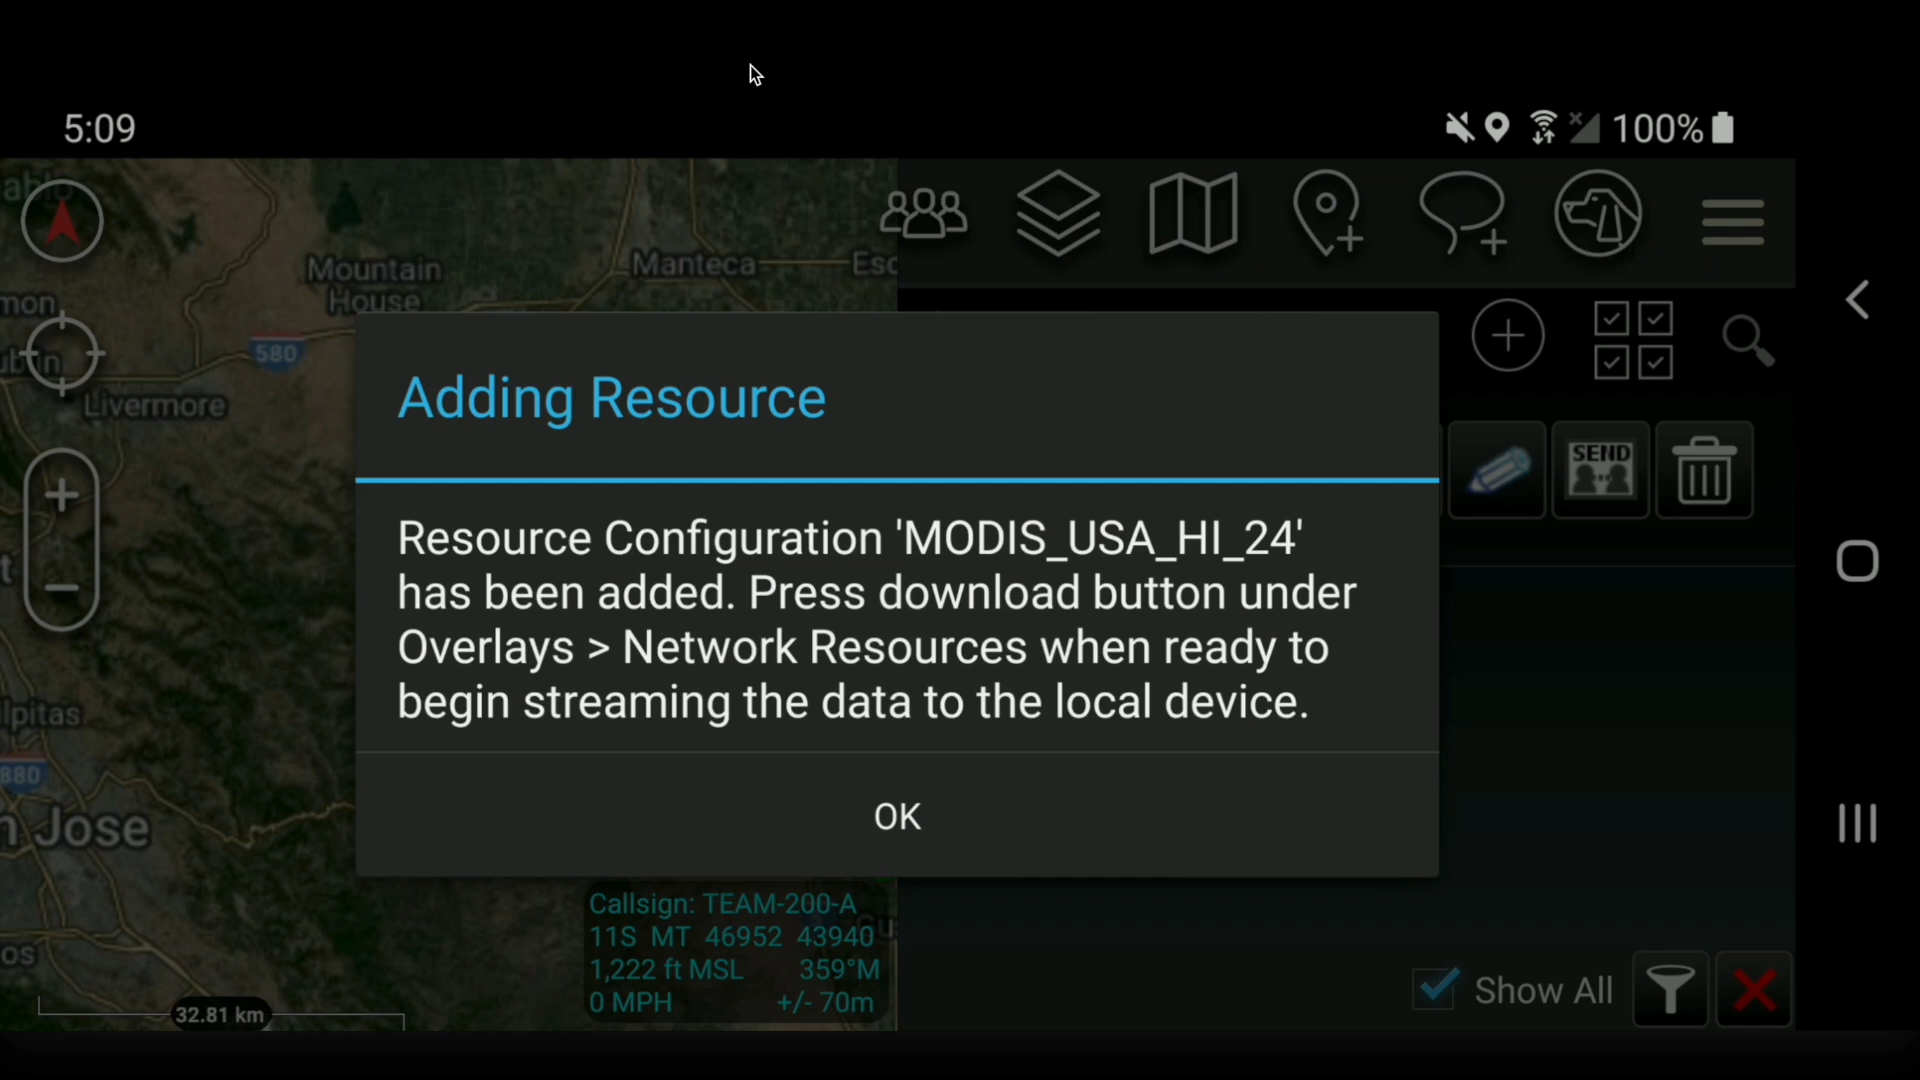 5:09
100%
Mountain
House
Manteca
580
Livermore
Adding Resource
Resource Configuration 'MODIS_USA_HI_24'
has been added. Press download button under
Overlays > Network Resources when ready to
begin streaming the data to the local device.
OK
SEND
880
Jose
Callsign: TEAM-200-A
11S MT 46952 43940
1,222 ft MSL 359°M
0 MPH +/- 70m
32.81 km
Show All